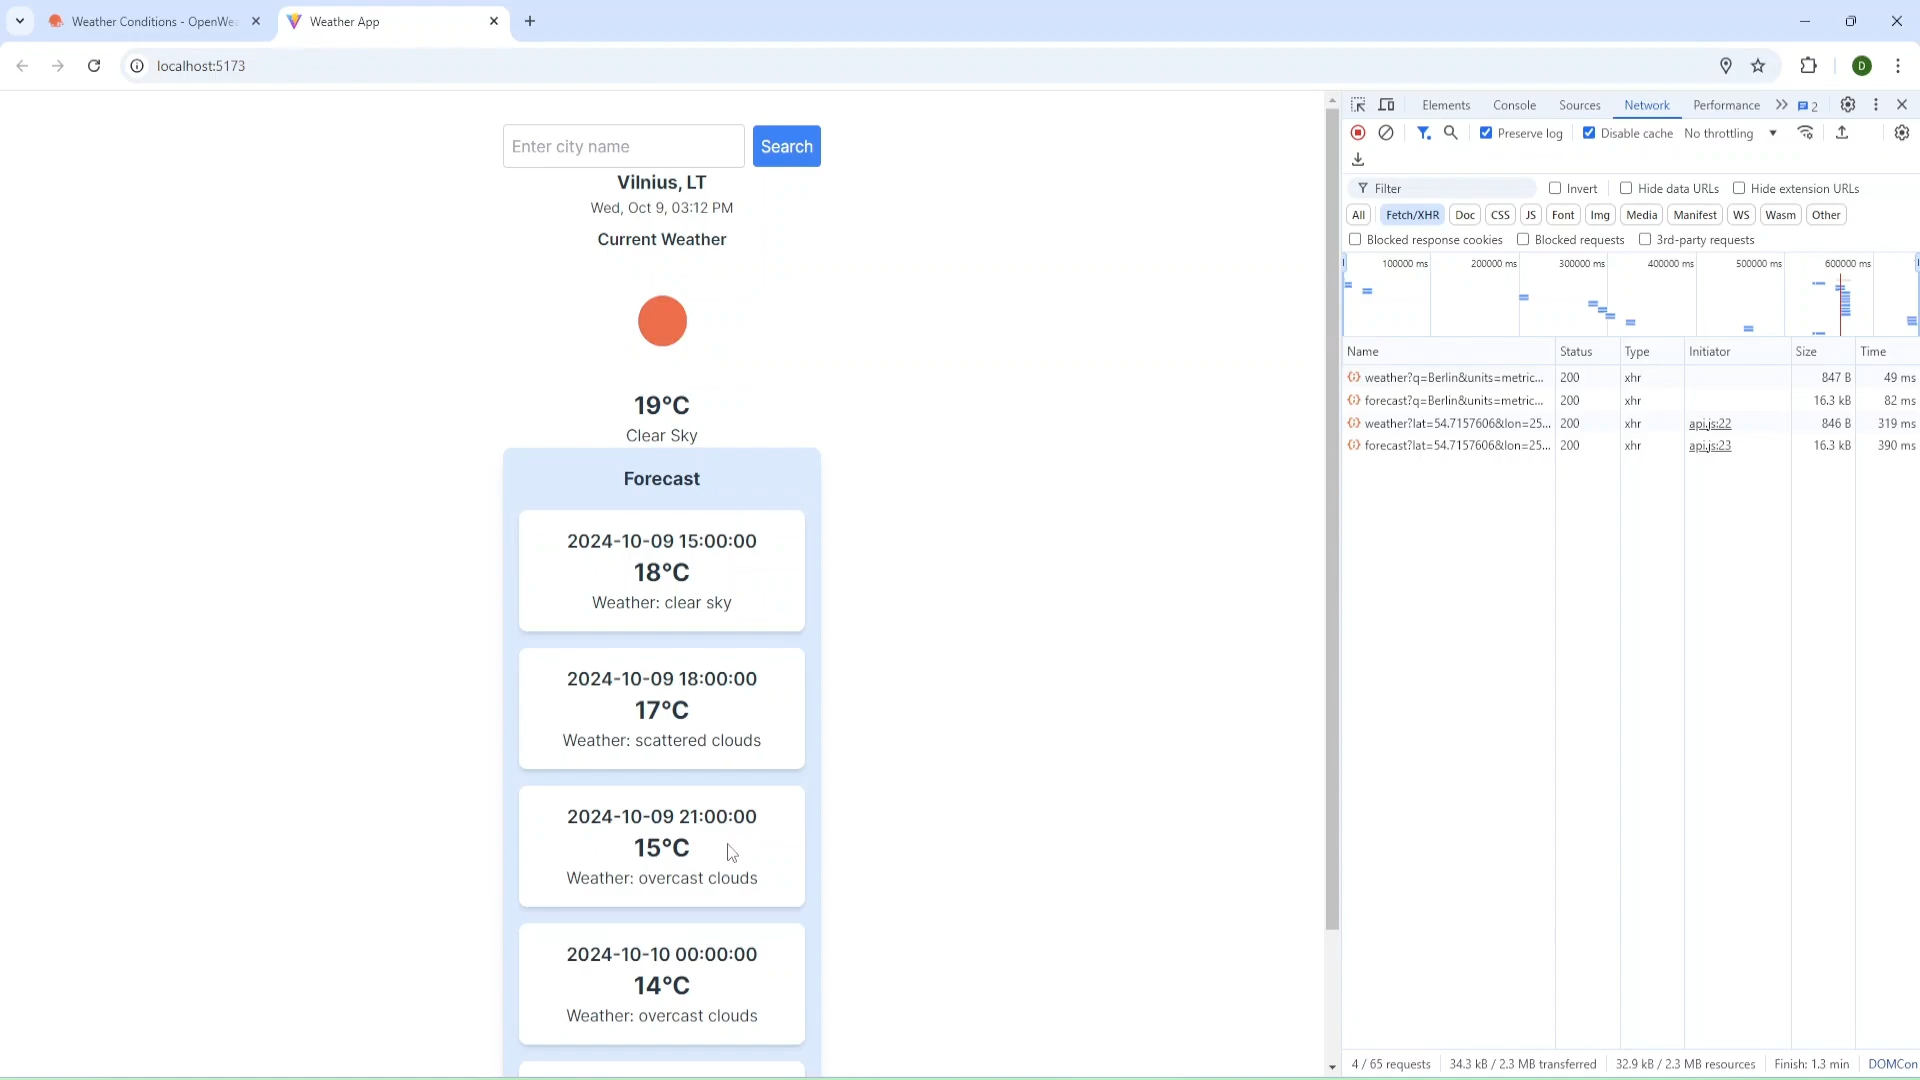 Weather Conditions - OpenWea
Weather App
localhost:5173
D
Enter city name
Search
Vilnius, LT
Wed, Oct 9, 03:12 PM
Current Weather
19°C
Clear Sky
Forecast
2024-10-09 15:00:00
18°C
Weather: clear sky
2024-10-09 18:00:00
17°C
Weather: scattered clouds
2024-10-09 21:00:00
15°C
Weather: overcast clouds
2024-10-10 00:00:00
14°C
Weather: overcast clouds
Elements Console Sources Network Performance 2
Preserve log Disable cache No throttling
Filter Invert Hide data URLs Hide extension URLs
All Fetch/XHR Doc CSS JS Font Img Media Manifest WS Wasm Other
Blocked response cookies Blocked requests 3rd-party requests
100000 ms 200000 ms 300000 ms 400000 ms 500000 ms 600000 ms
Name Status Type Initiator Size Time
weather?q=Berlin&units=metric... 200 xhr 847 B 49 ms
forecast?q=Berlin&units=metric... 200 xhr 16.3 kB 82 ms
weather?lat=54.7157606&lon=25... 200 xhr api.js:22 846 B 319 ms
forecast?lat=54.7157606&lon=25... 200 xhr api.js:23 16.3 kB 390 ms
4 / 65 requests 34.3 kB / 2.3 MB transferred 32.9 kB / 2.3 MB resources Finish: 1.3 min DOMCon